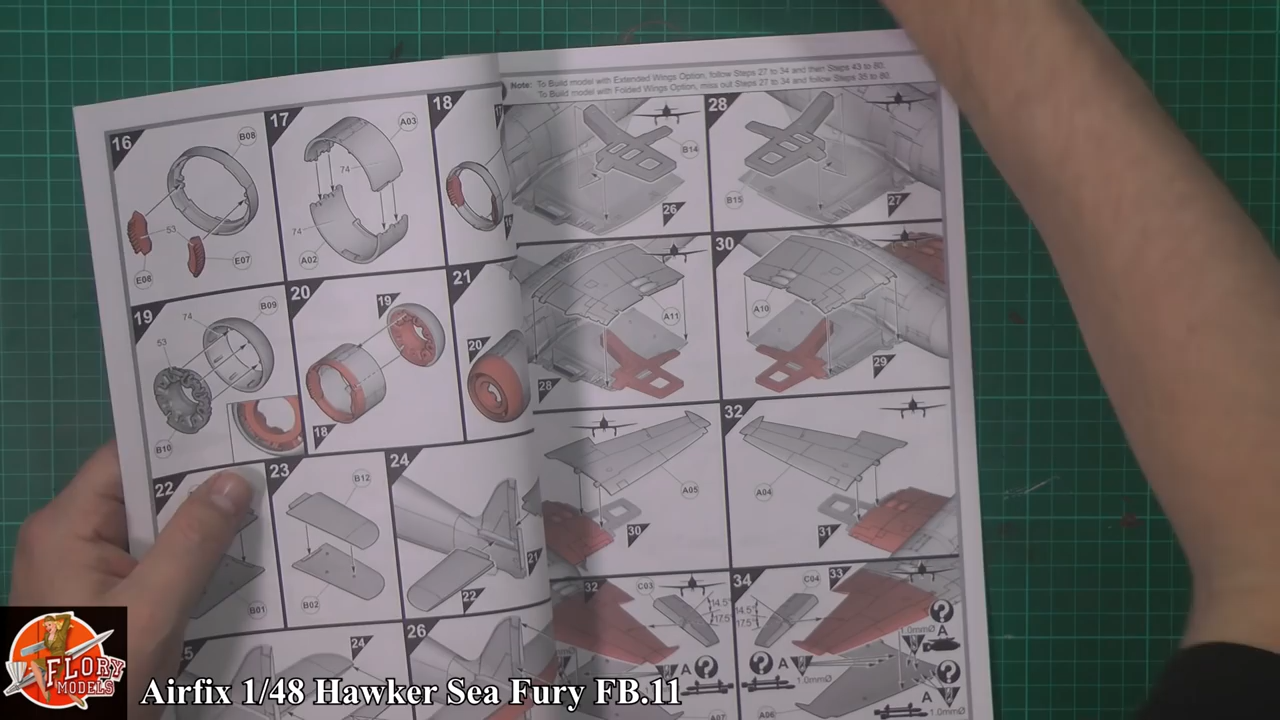 Note: To Build model with Extended Wings Option, follow Steps 27 to 34 and then Steps 43 to 80.
To Build model with Folded Wings Option, miss out Steps 27 to 34 and follow Steps 35 to 80.
16
B08
53
E06
E07
17
A03
74
74
A02
18
B14
26
28
B15
27
19
B09
74
53
B10
20
19
18
21
20
A11
28
30
A10
29
22
B01
23
B12
B02
24
21
22
A05
30
32
A04
31
24
26
32
C03
14.5°
17.5°
A
A07
34
C04
33
14.5°
17.5°
A
1.0mmØ
A06
1.0mmØ
A
A
1.0mmØ
FLORY
MODELS
Airfix 1/48 Hawker Sea Fury FB.11